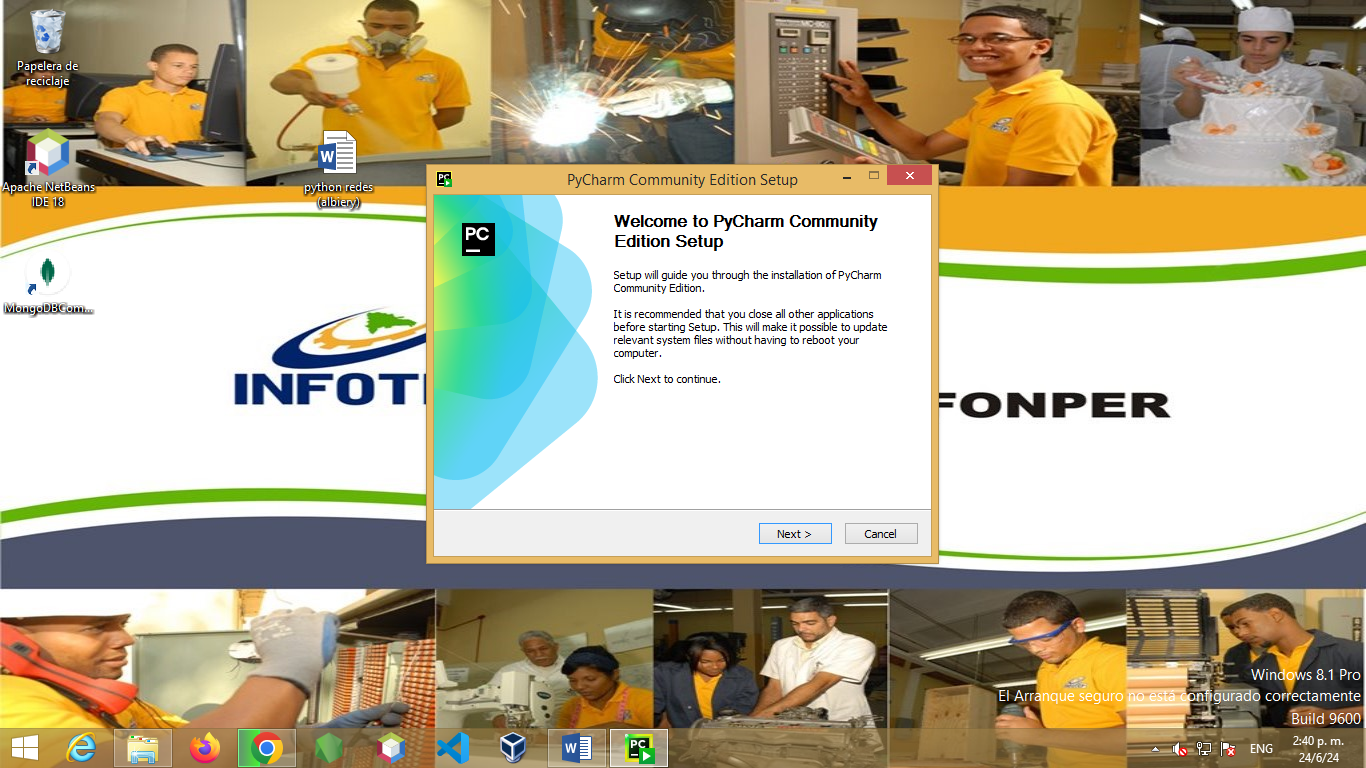 Papelera de
reciclaje
Apache NetBeans
IDE 18
MongoDBCom...
python redes
(albiery)
PyCharm Community Edition Setup
PC
Welcome to PyCharm Community
Edition Setup
Setup will guide you through the installation of PyCharm
Community Edition.
It is recommended that you close all other applications
before starting Setup. This will make it possible to update
relevant system files without having to reboot your
computer.
Click Next to continue.
Next >
Cancel
INFOT
FONPER
Windows 8.1 Pro
El Arranque seguro no está configurado correctamente
Build 9600
ENG
2:40 p. m.
24/6/24